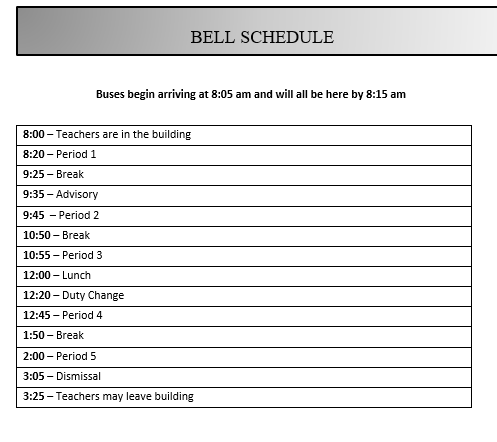 BELL SCHEDULE
Buses begin arriving at 8:05 am and will all be here by 8:15 am
8:00 – Teachers are in the building
8:20 – Period 1
9:25 – Break
9:35 – Advisory
9:45 – Period 2
10:50 – Break
10:55 – Period 3
12:00 – Lunch
12:20 – Duty Change
12:45 – Period 4
1:50 – Break
2:00 – Period 5
3:05 – Dismissal
3:25 – Teachers may leave building